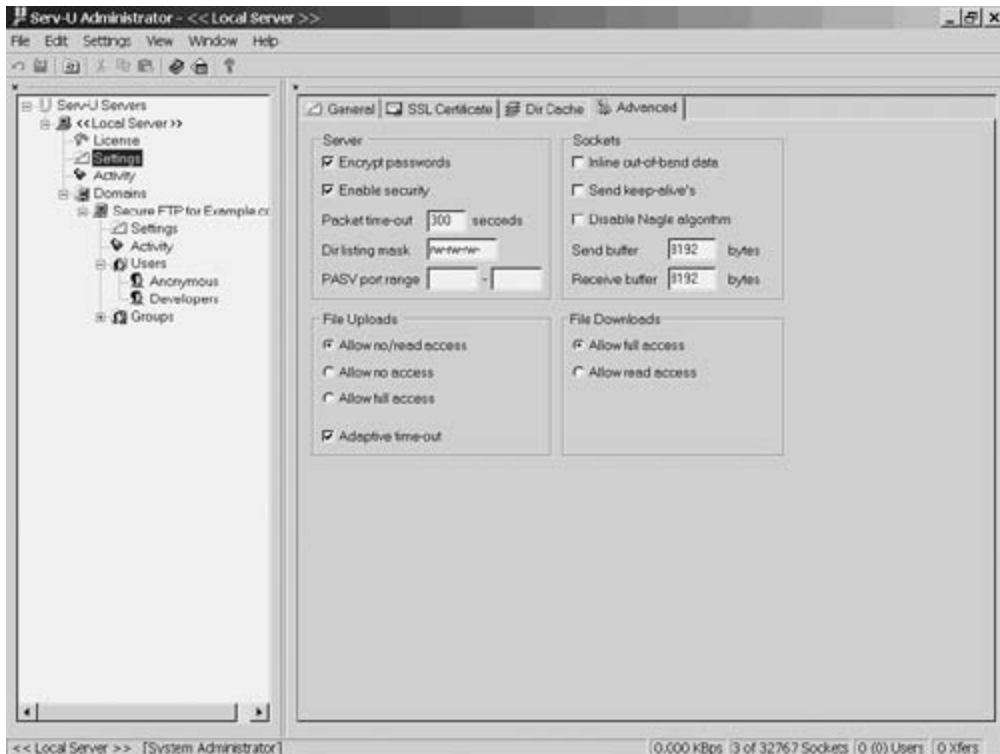 Serv-U Administrator - << Local Server >>
File Edit Settings View Window Help
Serv-U Servers
<<Local Server>>
License
Settings
Activity
Domains
Secure FTP for Example.cc
Settings
Activity
Users
Anonymous
Developers
Groups
General SSL Certificate Dir Cache Advanced
Server
Encrypt passwords
Enable security
Packet time-out 300 seconds
Dir listing mask
PASV port range -
File Uploads
Allow no/read access
Allow no access
Allow full access
Adaptive time-out
Sockets
Inline out-of-band data
Send keep-alive's
Disable Nagle algorithm
Send buffer 8192 bytes
Receive buffer 8192 bytes
File Downloads
Allow full access
Allow read access
<< Local Server >> [System Administrator]
0.000 KBps 3 of 32767 Sockets 0 (0) Users 0 Xfers